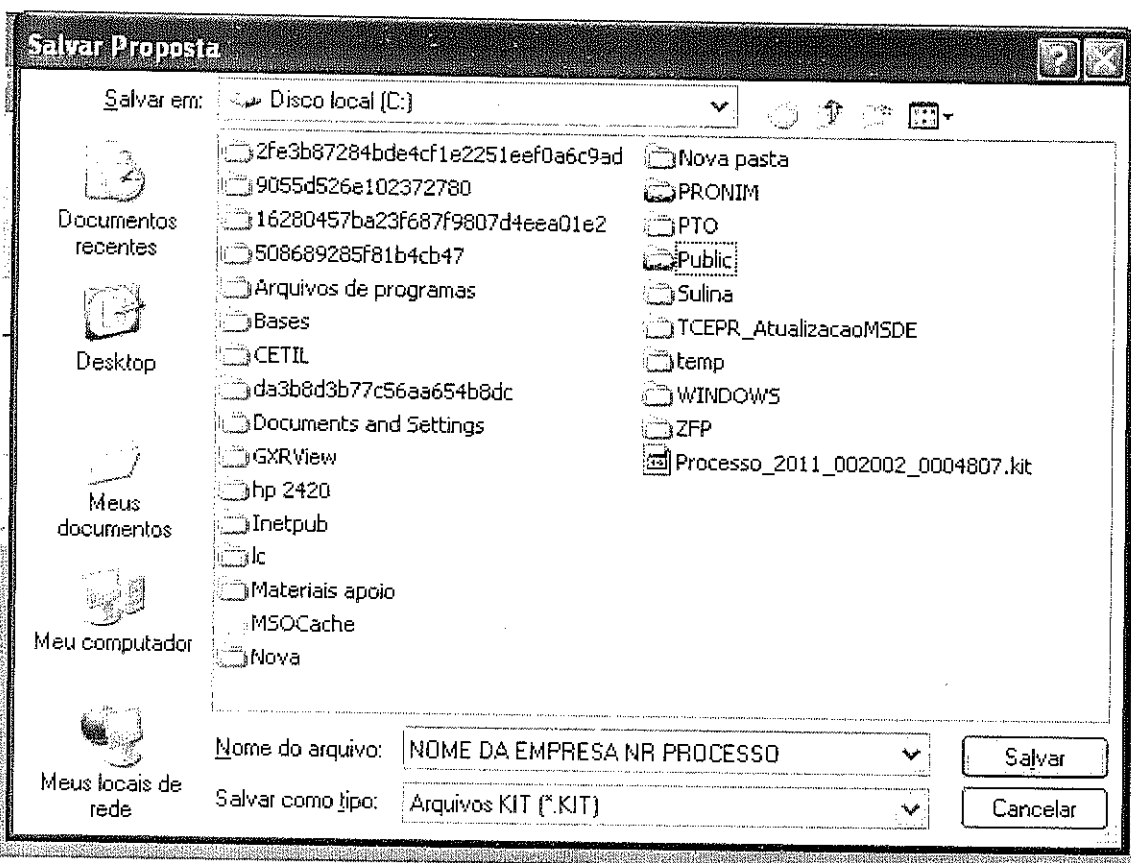 Salvar Proposta
Salvar em: Disco local (C:)
Documentos
recentes
Desktop
Meus
documentos
Meu computador
Meus locais de
rede
2fe3b87284bde4cf1e2251eef0a6c9ad
9055d526e102372780
16280457ba23f687f9807d4eea01e2
508689285f81b4cb47
Arquivos de programas
Bases
CETIL
da3b8d3b77c56aa654b8dc
Documents and Settings
GXRView
hp 2420
Inetpub
lc
Materiais apoio
MSOCache
Nova
Nova pasta
PRONIM
PTO
Public
Sulina
TCEPR_AtualizacaoMSDE
temp
WINDOWS
ZFP
Processo_2011_002002_0004807.kit
Nome do arquivo: NOME DA EMPRESA NR PROCESSO
Salvar
Salvar como tipo: Arquivos KIT (*.KIT)
Cancelar